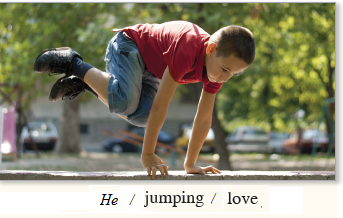 He / jumping / love.